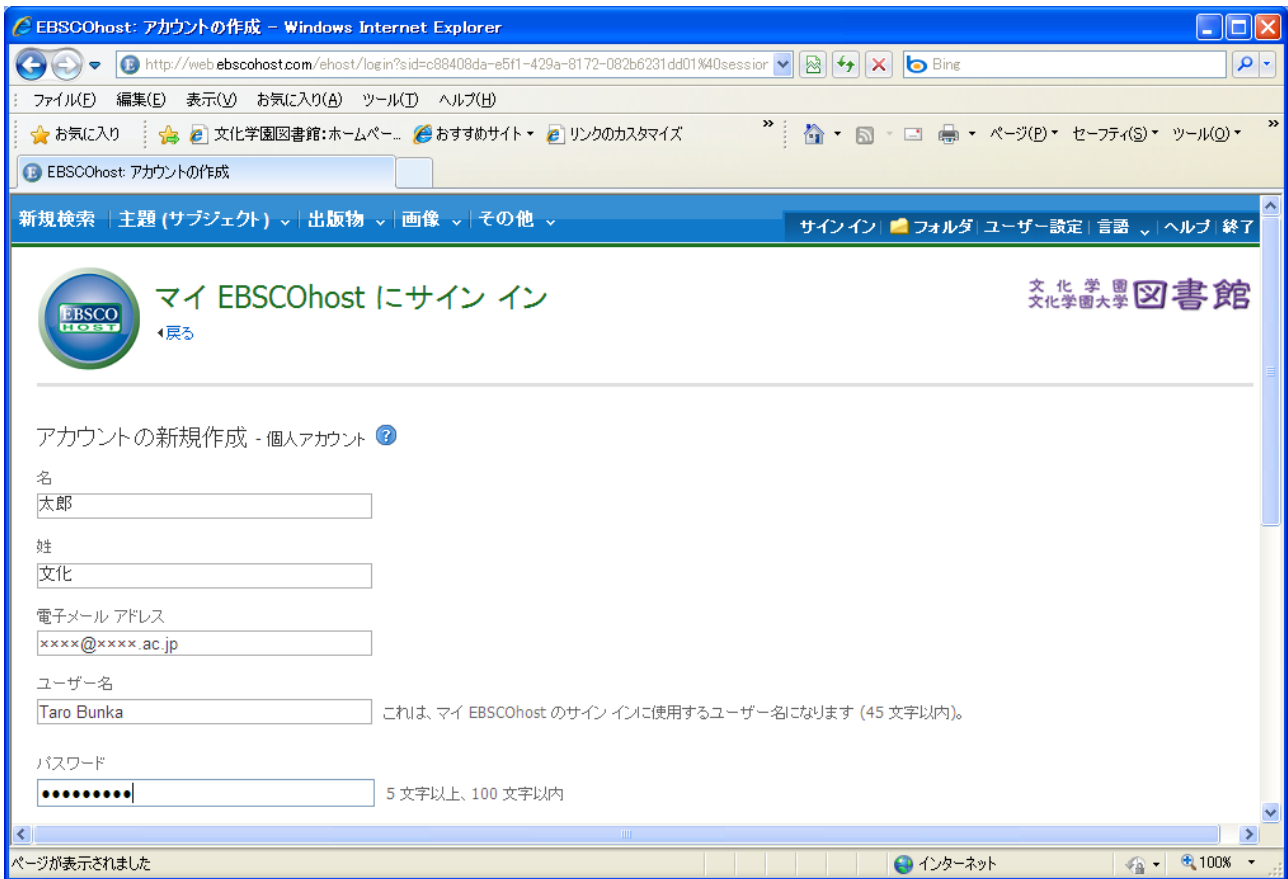 EBSCOhost: アカウントの作成 - Windows Internet Explorer
http://web.ebscohost.com/ehost/login?sid=c88408da-e5f1-429a-8172-082b6231dd01%40session
Bing
ファイル(F) 編集(E) 表示(V) お気に入り(A) ツール(T) ヘルプ(H)
お気に入り 文化学園図書館:ホームペー... おすすめサイト リンクのカスタマイズ » ページ(P) セーフティ(S) ツール(O) »
EBSCOhost: アカウントの作成
新規検索 | 主題 (サブジェクト) | 出版物 | 画像 | その他
サインイン | フォルダ | ユーザー設定 | 言語 | ヘルプ | 終了
EBSCO
HOST
マイ EBSCOhost にサイン イン
戻る
文化学園
文化学園大学
図書館
アカウントの新規作成 - 個人アカウント ?
名
太郎
姓
文化
電子メール アドレス
××××@××××.ac.jp
ユーザー名
Taro Bunka これは、マイ EBSCOhost のサイン インに使用するユーザー名になります (45 文字以内)。
パスワード
••••••••• 5 文字以上、100 文字以内
ページが表示されました インターネット 100%